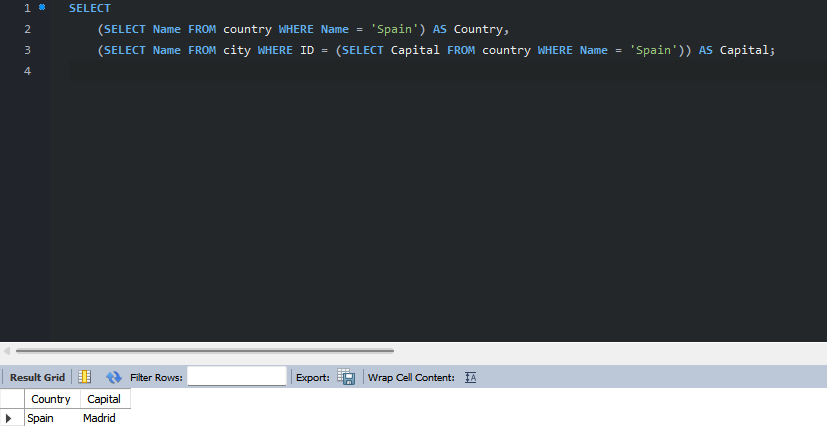 1 SELECT
2 (SELECT Name FROM country WHERE Name = 'Spain') AS Country,
3 (SELECT Name FROM city WHERE ID = (SELECT Capital FROM country WHERE Name = 'Spain')) AS Capital;
4
Result Grid Filter Rows: Export: Wrap Cell Content: IA
Country Capital
Spain Madrid